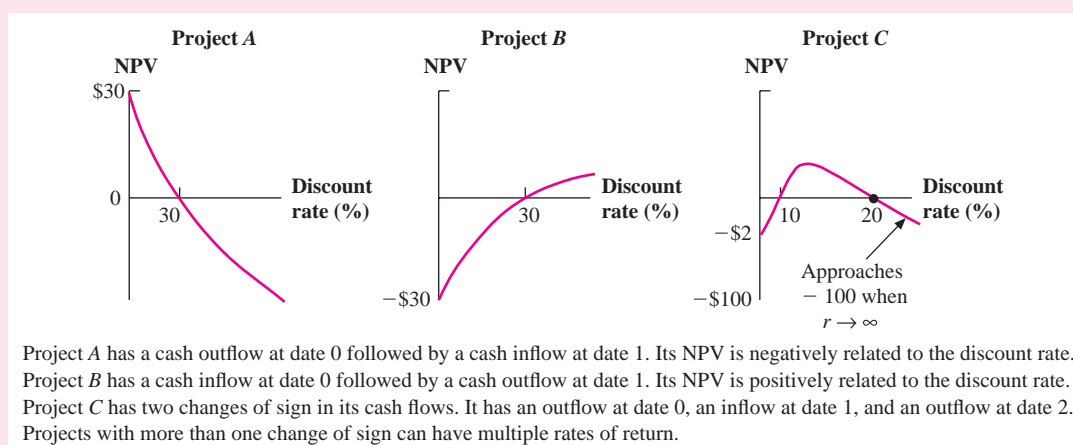 Project A
NPV
$30
0
30
Discount
rate (%)
Project B
NPV
30
−$30
Discount
rate (%)
Project C
NPV
10
20
−$2
−$100
Discount
rate (%)
Approaches
− 100 when
r → ∞
Project A has a cash outflow at date 0 followed by a cash inflow at date 1. Its NPV is negatively related to the discount rate.
Project B has a cash inflow at date 0 followed by a cash outflow at date 1. Its NPV is positively related to the discount rate.
Project C has two changes of sign in its cash flows. It has an outflow at date 0, an inflow at date 1, and an outflow at date 2.
Projects with more than one change of sign can have multiple rates of return.